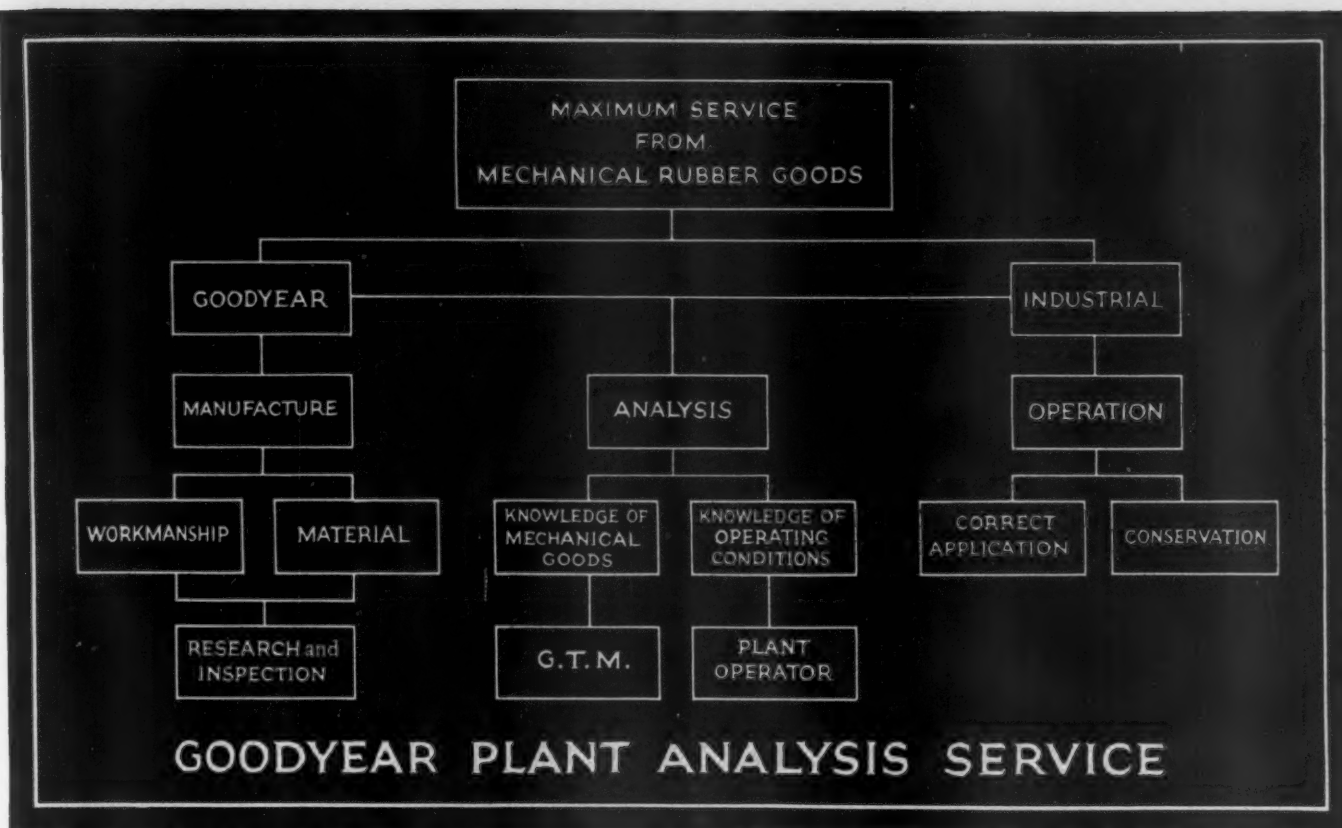 MAXIMUM SERVICE
FROM
MECHANICAL RUBBER GOODS
GOODYEAR
INDUSTRIAL
MANUFACTURE
ANALYSIS
OPERATION
WORKMANSHIP
MATERIAL
KNOWLEDGE OF
MECHANICAL
GOODS
KNOWLEDGE OF
OPERATING
CONDITIONS
CORRECT
APPLICATION
CONSERVATION
RESEARCH and
INSPECTION
G.T.M.
PLANT
OPERATOR
GOODYEAR PLANT ANALYSIS SERVICE